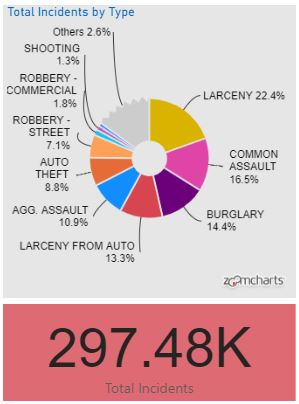 Total Incidents by Type
Others 2.6%
SHOOTING
1.3%
ROBBERY -
COMMERCIAL
1.8%
ROBBERY -
STREET
7.1%
AUTO
THEFT
8.8%
AGG. ASSAULT
10.9%
LARCENY FROM AUTO
13.3%
LARCENY 22.4%
COMMON
ASSAULT
16.5%
BURGLARY
14.4%
zoomcharts
297.48K
Total Incidents